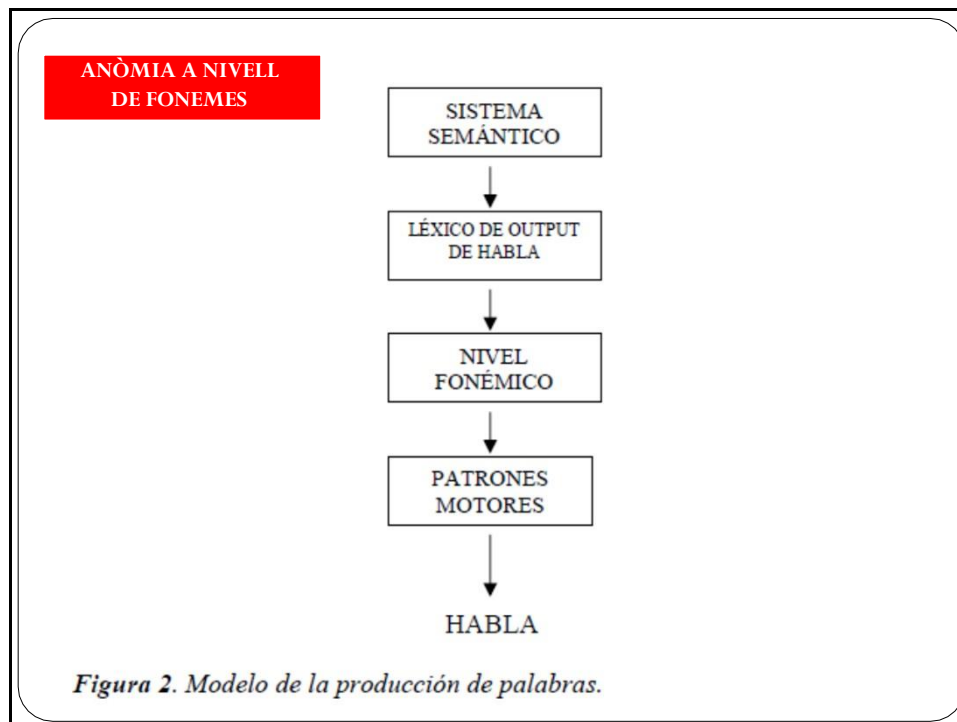 ANÒMIA A NIVELL
DE FONEMES
SISTEMA
SEMÁNTICO
LÉXICO DE OUTPUT
DE HABLA
NIVEL
FONÉMICO
PATRONES
MOTORES
HABLA
Figura 2. Modelo de la producción de palabras.